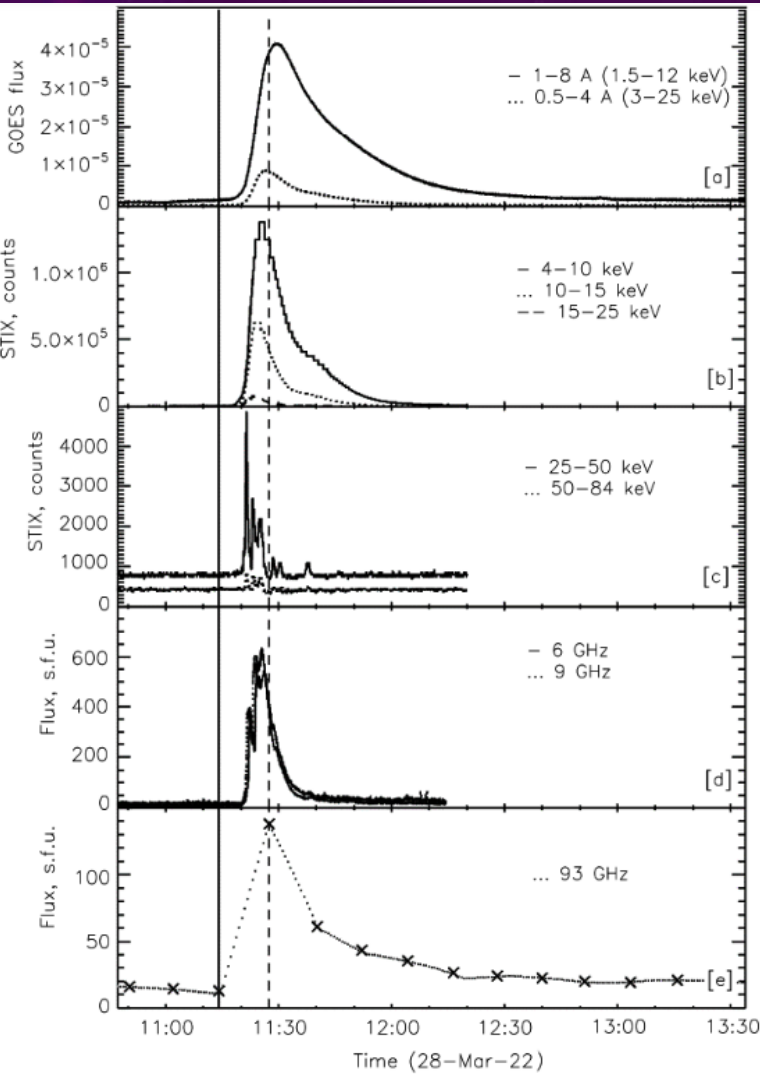 GOES flux
4×10⁻⁵
3×10⁻⁵
2×10⁻⁵
1×10⁻⁵
0
— 1–8 A (1.5–12 keV)
... 0.5–4 A (3–25 keV)
[a]
STIX, counts
1.0×10⁶
5.0×10⁵
0
— 4–10 keV
... 10–15 keV
-- 15–25 keV
[b]
STIX, counts
4000
3000
2000
1000
0
— 25–50 keV
... 50–84 keV
[c]
Flux, s.f.u.
600
400
200
0
— 6 GHz
... 9 GHz
[d]
Flux, s.f.u.
100
50
0
... 93 GHz
[e]
11:00 11:30 12:00 12:30 13:00 13:30
Time (28–Mar–22)